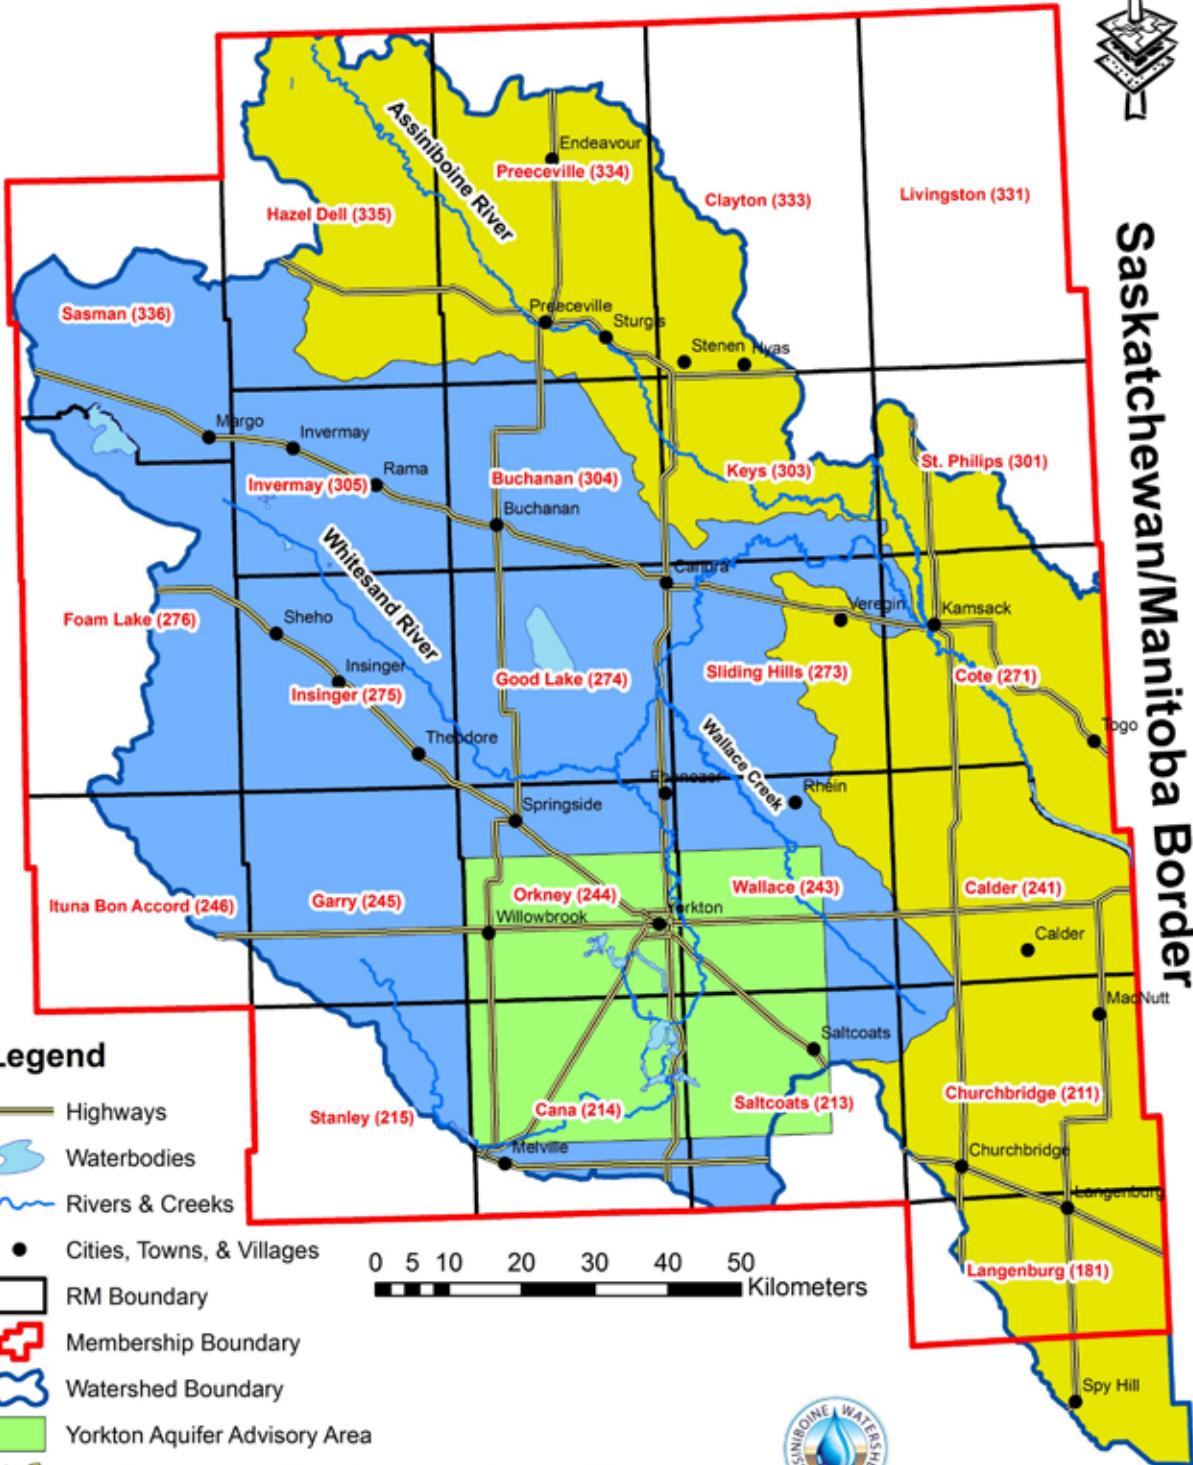 Endeavour
Preeceville (334)
Assiniboine River
Clayton (333)
Livingston (331)
Hazel Dell (335)
Sasman (336)
Preeceville
Sturgis
Stenen
Hyas
Margo
Invermay
Rama
Invermay (305)
Buchanan (304)
Keys (303)
St. Philips (301)
Buchanan
Whitesand River
Canora
Veregin
Kamsack
Foam Lake (276)
Sheho
Insinger
Insinger (275)
Good Lake (274)
Sliding Hills (273)
Cote (271)
Theodore
Wallace Creek
Togo
Ebenezer
Rhein
Springside
Saskatchewan/Manitoba Border
Ituna Bon Accord (246)
Garry (245)
Orkney (244)
Wallace (243)
Calder (241)
Willowbrook
Yorkton
Calder
MacNutt
Saltcoats
Stanley (215)
Cana (214)
Saltcoats (213)
Churchbridge (211)
Melville
Churchbridge
Langenburg
Langenburg (181)
Spy Hill
Legend
Highways
Waterbodies
Rivers & Creeks
Cities, Towns, & Villages
RM Boundary
Membership Boundary
Watershed Boundary
Yorkton Aquifer Advisory Area
0 5 10 20 30 40 50
Kilometers